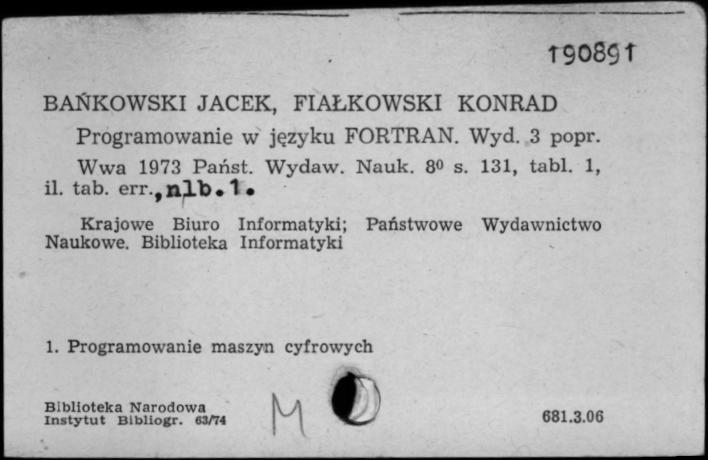 190891
BAŃKOWSKI JACEK, FIAŁKOWSKI KONRAD
Programowanie w języku FORTRAN. Wyd. 3 popr.
Wwa 1973 Państ. Wydaw. Nauk. 8⁰ s. 131, tabl. 1,
il. tab. err., nlb. 1.
Krajowe Biuro Informatyki; Państwowe Wydawnictwo
Naukowe. Biblioteka Informatyki
1. Programowanie maszyn cyfrowych
Biblioteka Narodowa
Instytut Bibliogr. 63/74
M
681.3.06